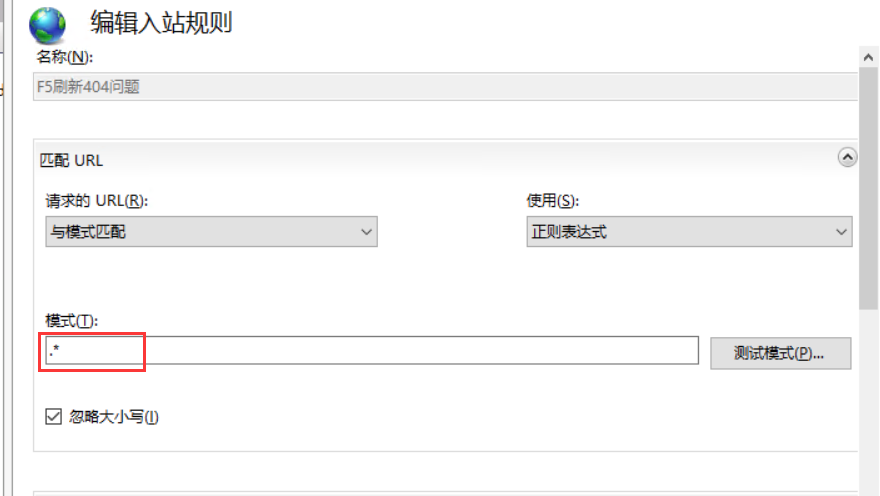 编辑入站规则
名称(N):
F5刷新404问题
匹配 URL
请求的 URL(R):
使用(S):
与模式匹配
正则表达式
模式(T):
.*
测试模式(P)...
忽略大小写(I)